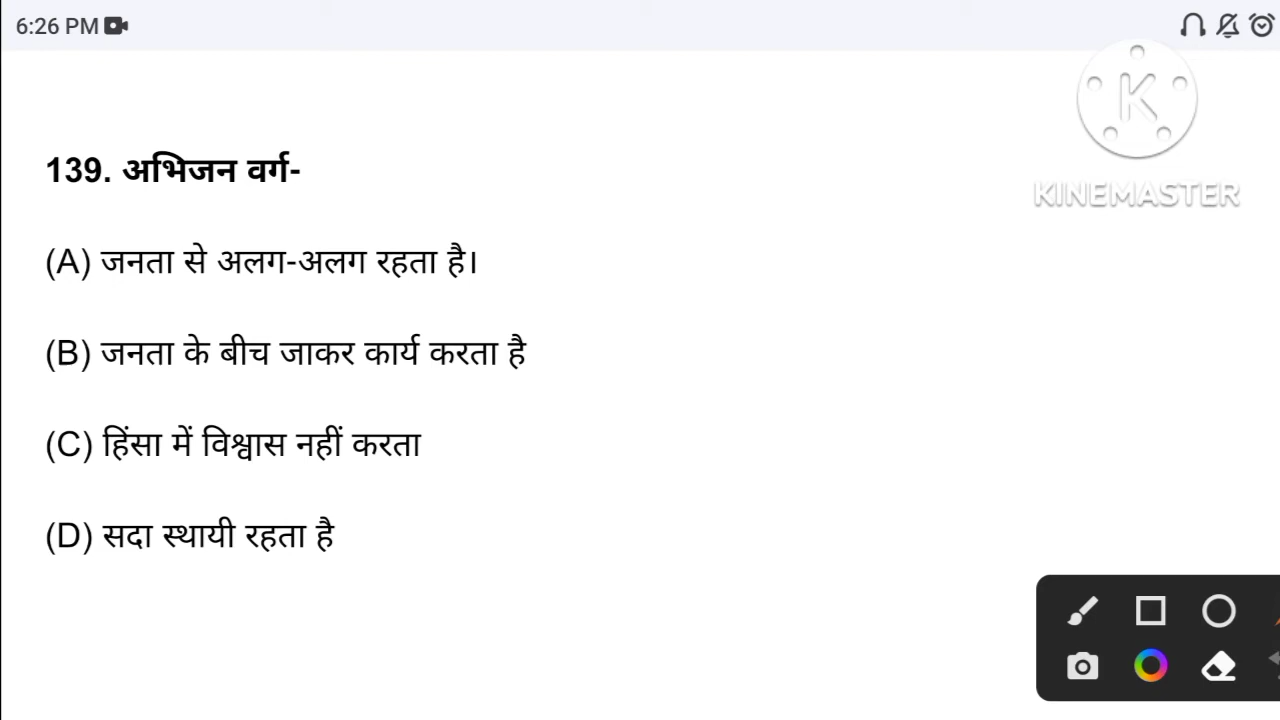 6:26 PM
KINEMASTER
139. अभिजन वर्ग-
(A) जनता से अलग-अलग रहता है।
(B) जनता के बीच जाकर कार्य करता है
(C) हिंसा में विश्वास नहीं करता
(D) सदा स्थायी रहता है